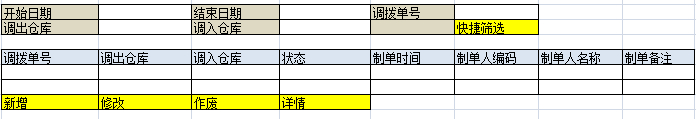 开始日期 结束日期 调拨单号
调出仓库 调入仓库 快捷筛选
调拨单号 调出仓库 调入仓库 状态 制单时间 制单人编码 制单人名称 制单备注
新增 修改 作废 详情